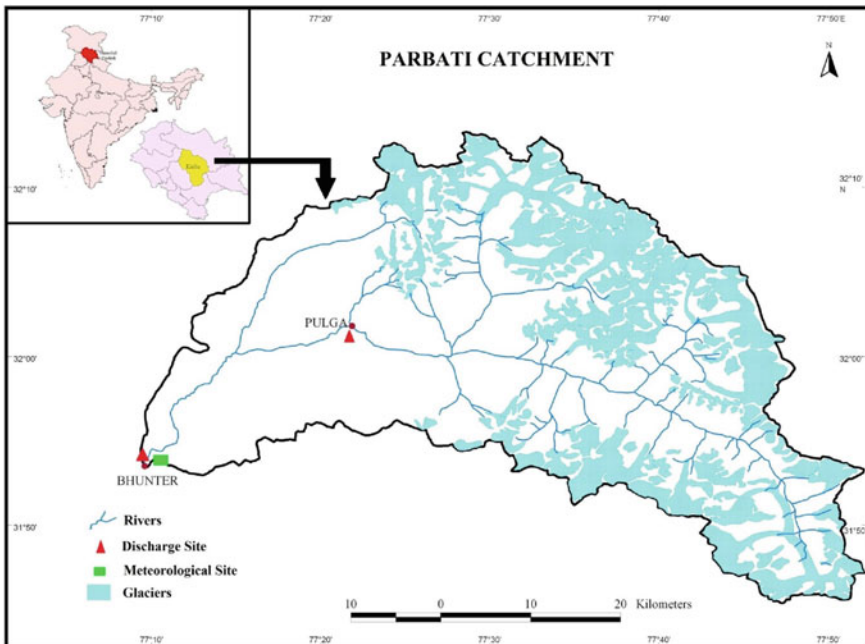 77°10' 77°20' 77°30' 77°40' 77°50'E
PARBATI CATCHMENT
N
Kullu
32°10'
32°10'
N
PULGA
32°00'
32°00'
BHUNTER
31°50'
31°50'
Rivers
Discharge Site
Meteorological Site
Glaciers
10 0 10 20 Kilometers
77°10' 77°20' 77°30' 77°40' 77°50'E